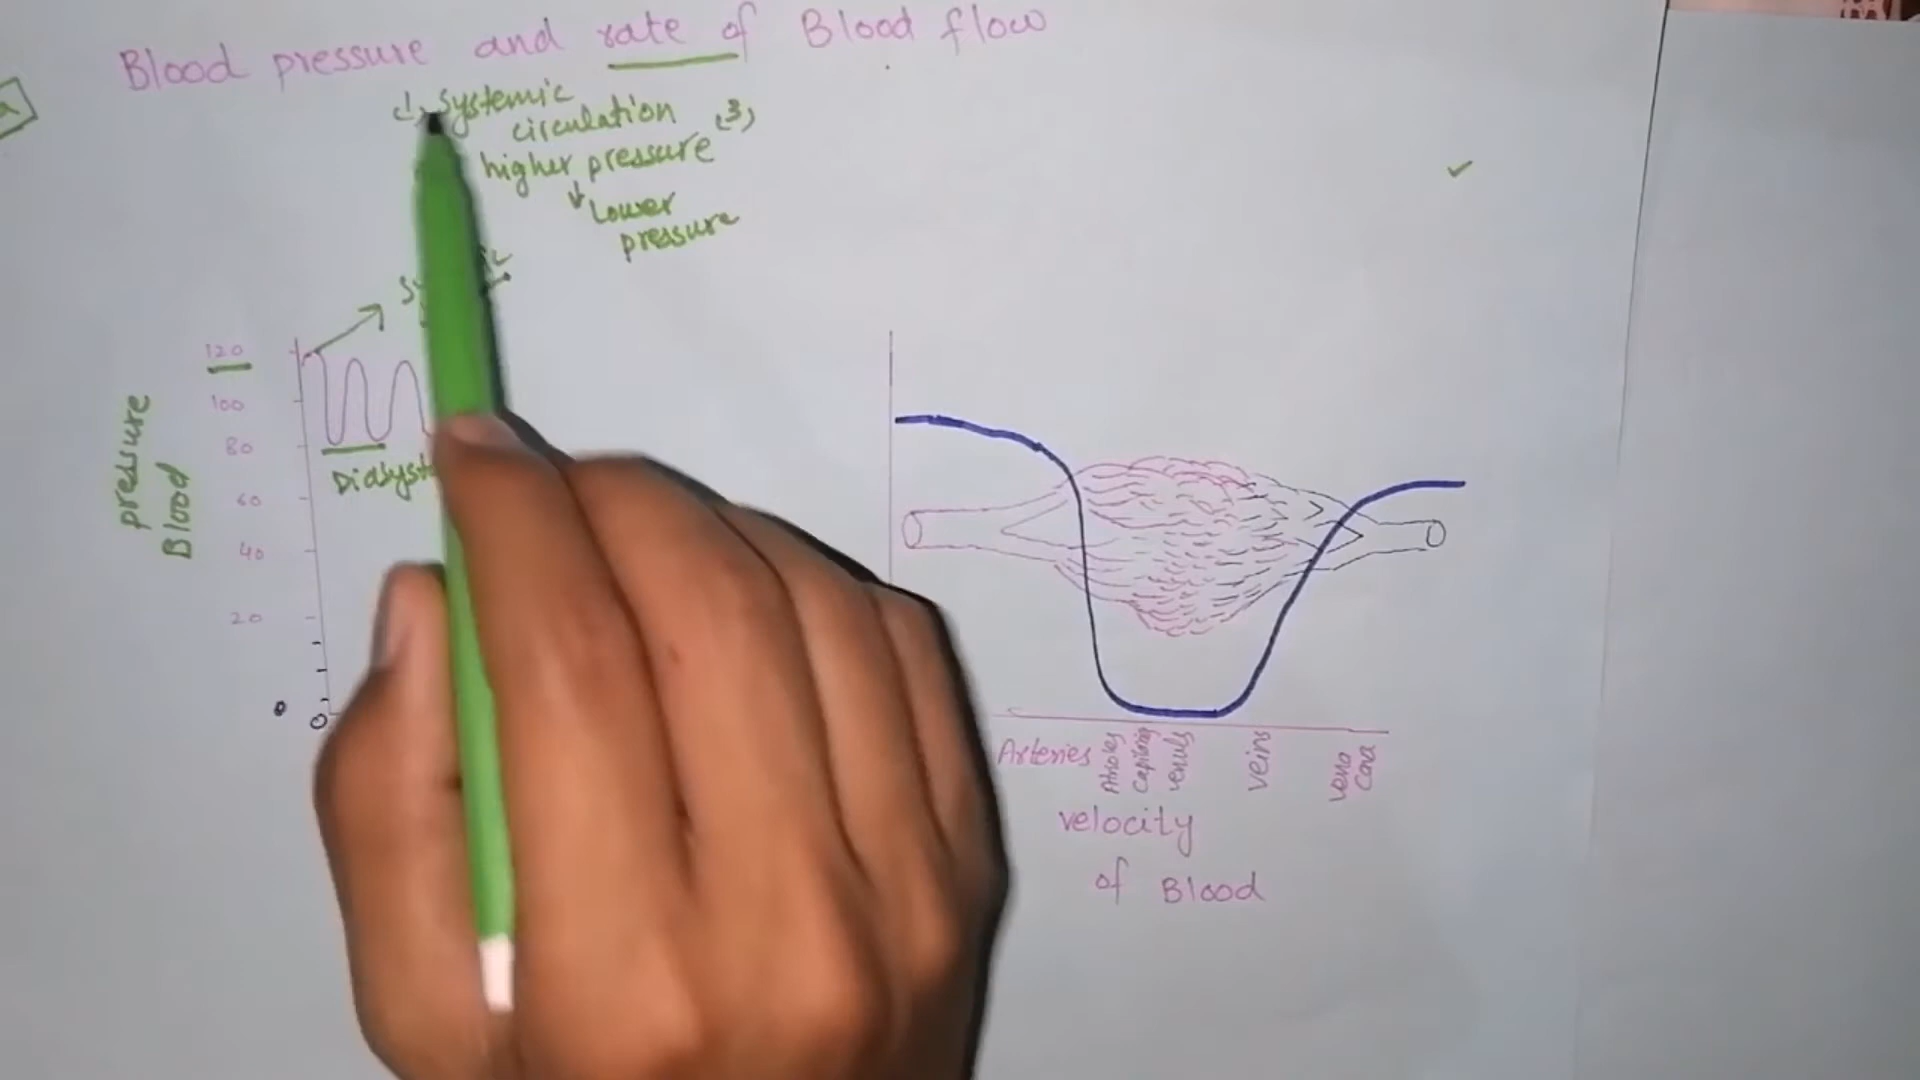 Blood pressure and rate of Blood flow
(1) systemic
circulation
higher pressure (3)
Lower
pressure
120
100
80
60
40
20
0
pressure
Blood
Arteries
veins
vena
Cava
velocity
of Blood